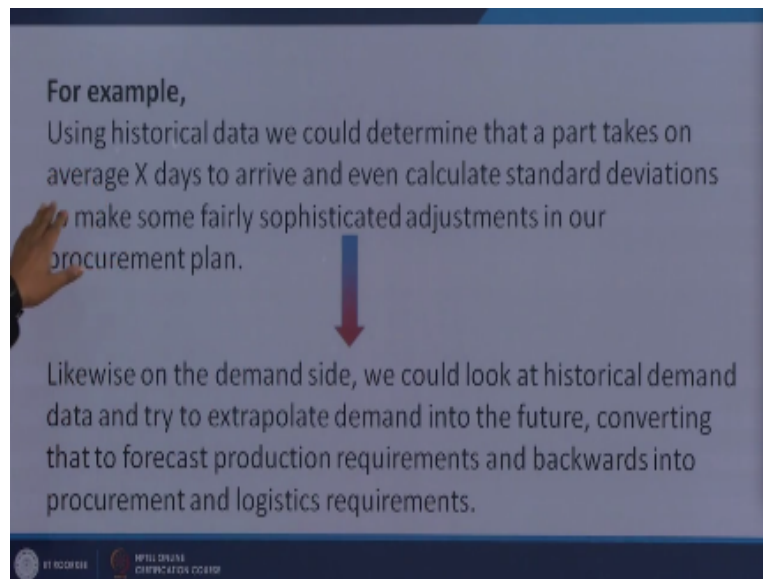 For example,
Using historical data we could determine that a part takes on
average X days to arrive and even calculate standard deviations
make some fairly sophisticated adjustments in our
procurement plan.
Likewise on the demand side, we could look at historical demand
data and try to extrapolate demand into the future, converting
that to forecast production requirements and backwards into
procurement and logistics requirements.
IIT ROORKEE
NPTEL ONLINE
CERTIFICATION COURSE